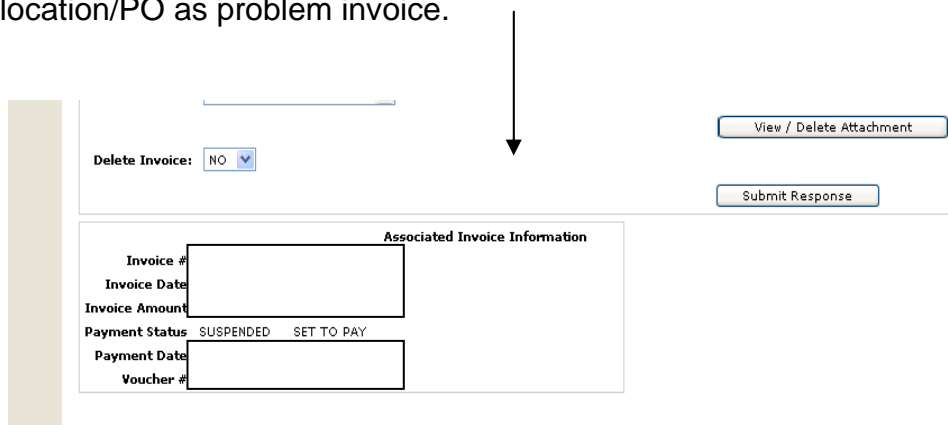 location/PO as problem invoice.
View / Delete Attachment
Delete Invoice: NO
Submit Response
Associated Invoice Information
Invoice #
Invoice Date
Invoice Amount
Payment Status SUSPENDED SET TO PAY
Payment Date
Voucher #